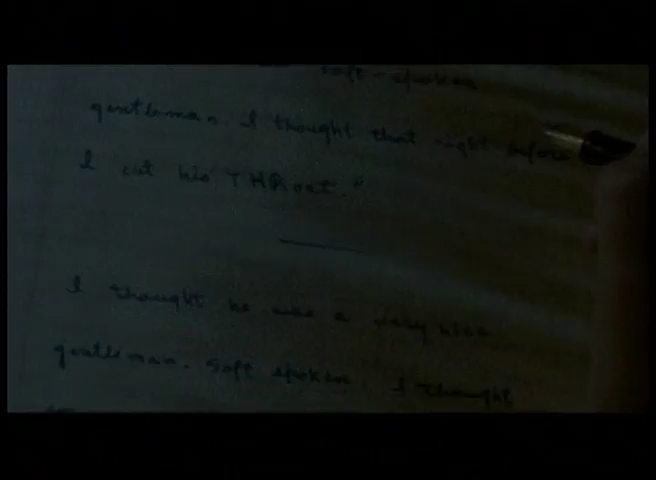 soft-spoken
gentleman. I thought that right before
I cut his THRoat."
I thought he was a very nice
gentleman. Soft spoken. I thought